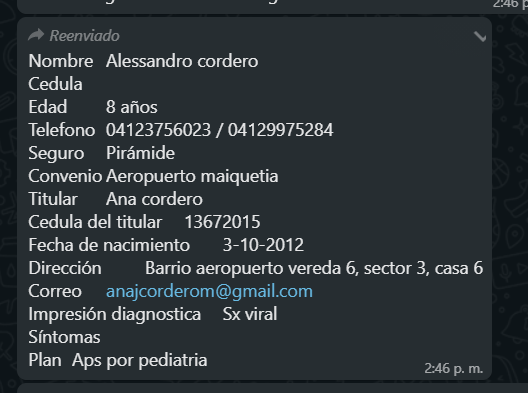 2:46 p
Reenviado
Nombre Alessandro cordero
Cedula
Edad 8 años
Telefono 04123756023 / 04129975284
Seguro Pirámide
Convenio Aeropuerto maiquetia
Titular Ana cordero
Cedula del titular 13672015
Fecha de nacimiento 3-10-2012
Dirección Barrio aeropuerto vereda 6, sector 3, casa 6
Correo anajcorderom@gmail.com
Impresión diagnostica Sx viral
Síntomas
Plan Aps por pediatria
2:46 p. m.